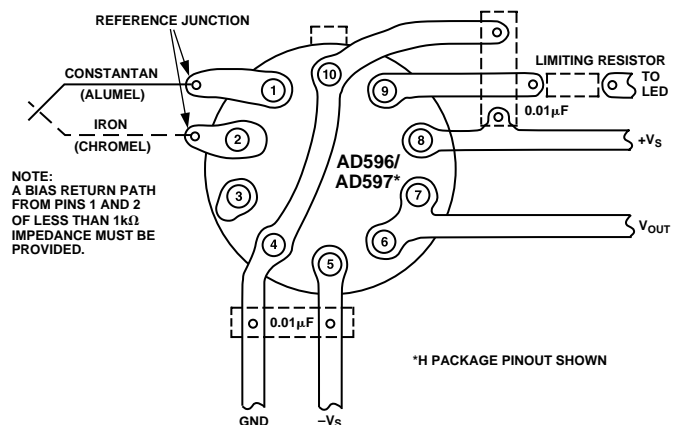 REFERENCE JUNCTION
CONSTANTAN
(ALUMEL)
IRON
(CHROMEL)
NOTE:
A BIAS RETURN PATH
FROM PINS 1 AND 2
OF LESS THAN 1kΩ
IMPEDANCE MUST BE
PROVIDED.
1
2
3
4
5
6
7
8
9
10
AD596/
AD597*
LIMITING RESISTOR
TO
LED
0.01µF
+VS
VOUT
0.01µF
GND
–VS
*H PACKAGE PINOUT SHOWN